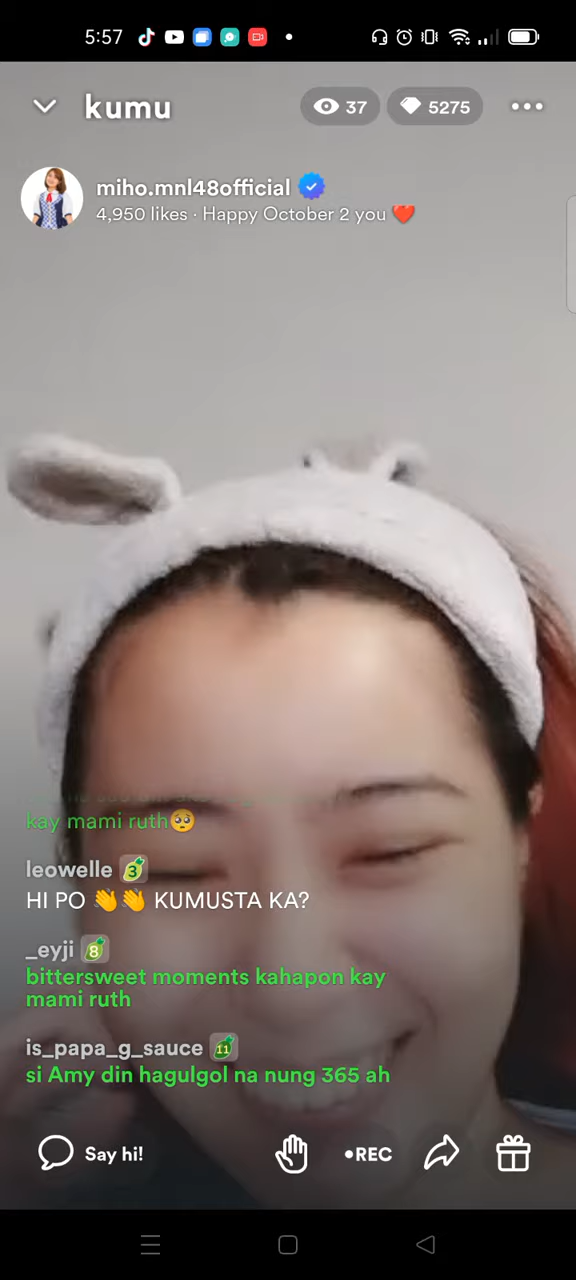 5:57
kumu
37
5275
miho.mnl48official
4,950 likes · Happy October 2 you ❤️
kay mami ruth🥺
leowelle 3
HI PO 👋👋 KUMUSTA KA?
_eyji 8
bittersweet moments kahapon kay
mami ruth
is_papa_g_sauce 11
si Amy din hagulgol na nung 365 ah
Say hi!
•REC